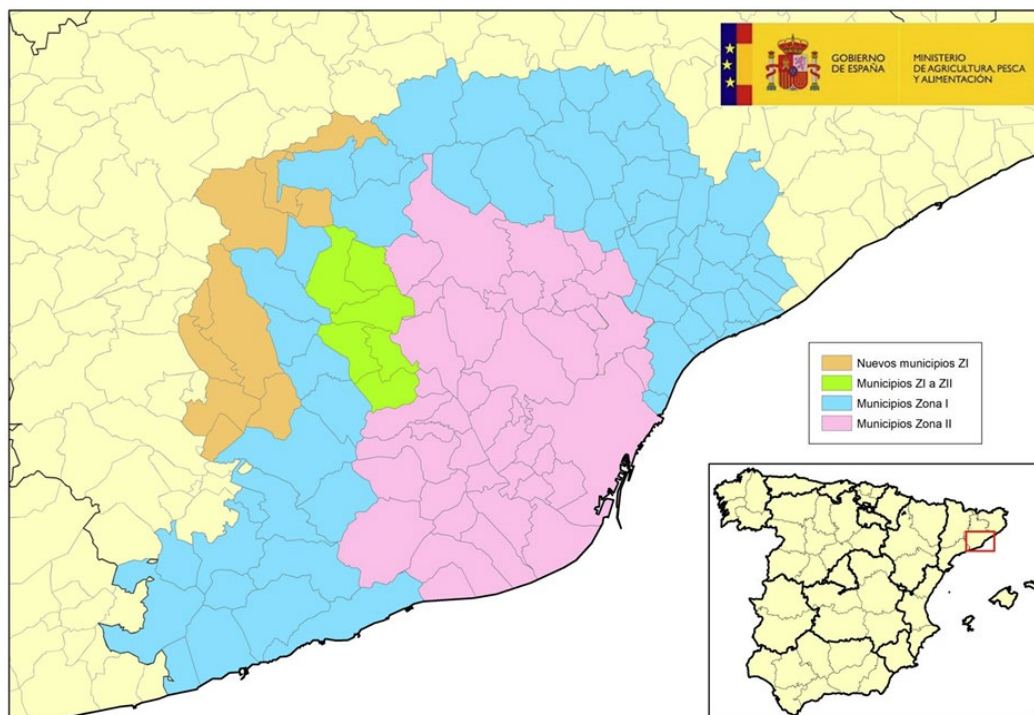 GOBIERNO
DE ESPAÑA
MINISTERIO
DE AGRICULTURA, PESCA
Y ALIMENTACIÓN
Nuevos municipios ZI
Municipios ZI a ZII
Municipios Zona I
Municipios Zona II